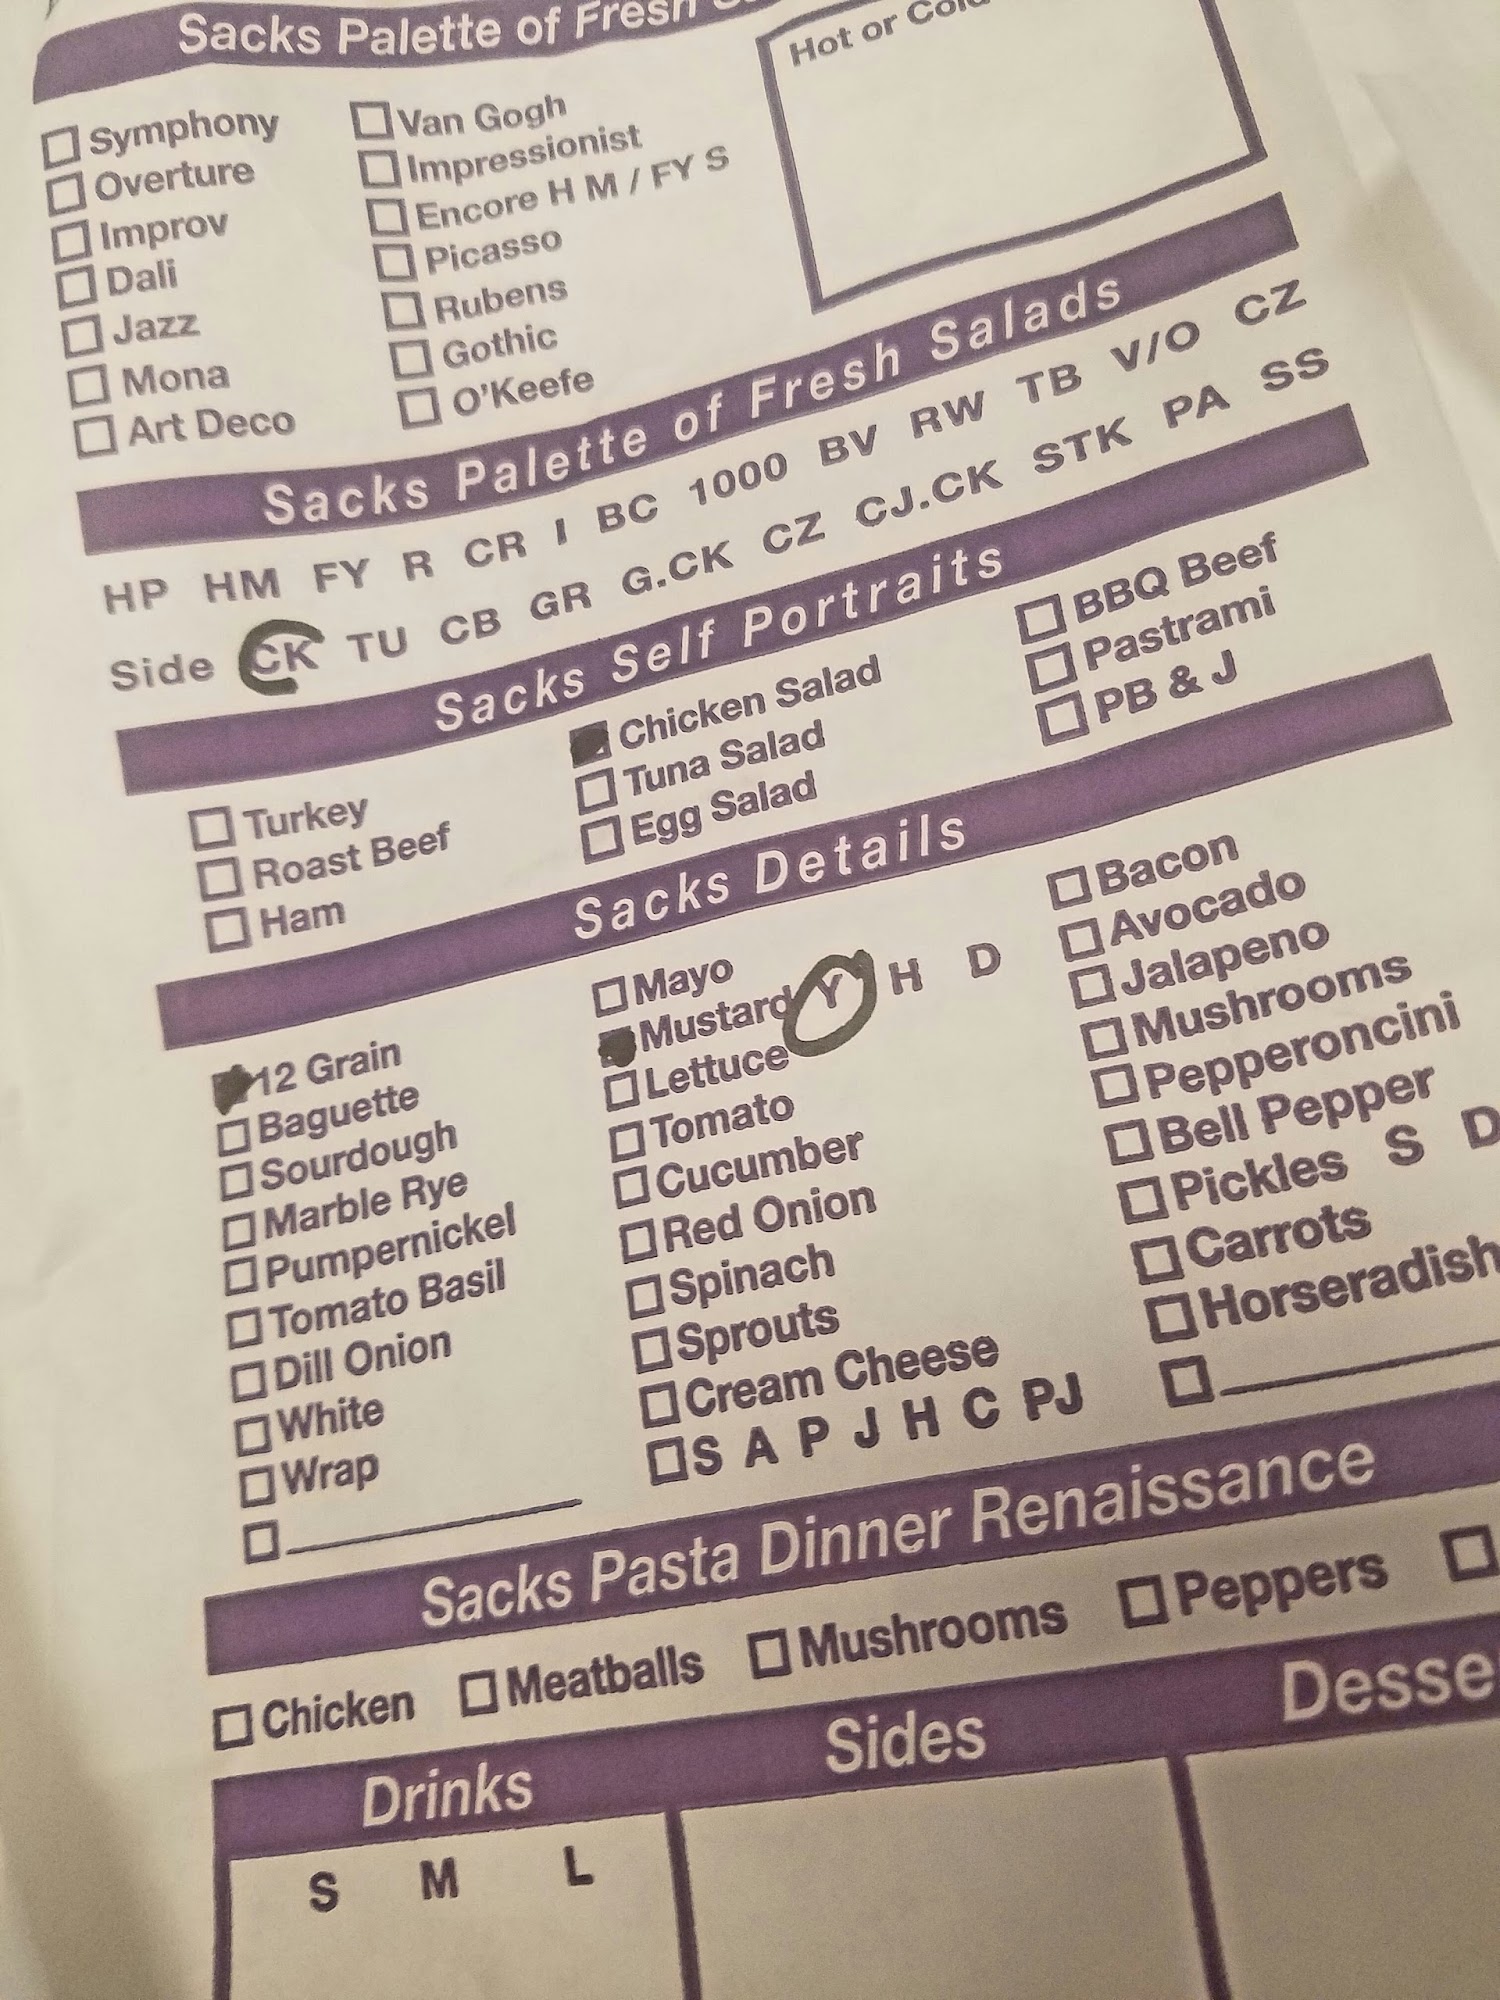 Sacks Palette of Fresh
Hot or Cold
Symphony
Overture
Improv
Dali
Jazz
Mona
Art Deco
Van Gogh
Impressionist
Encore H M / FY S
Picasso
Rubens
Gothic
O'Keefe
Sacks Palette of Fresh Salads
HP HM FY R CR I BC 1000 BV RW TB V/O CZ
Side CK TU CB GR G.CK CZ CJ.CK STK PA SS
Sacks Self Portraits
Turkey
Roast Beef
Ham
Chicken Salad
Tuna Salad
Egg Salad
BBQ Beef
Pastrami
PB & J
Sacks Details
12 Grain
Baguette
Sourdough
Marble Rye
Pumpernickel
Tomato Basil
Dill Onion
White
Wrap
Mayo
Mustard Y H D
Lettuce
Tomato
Cucumber
Red Onion
Spinach
Sprouts
Cream Cheese
S A P J H C PJ
Bacon
Avocado
Jalapeno
Mushrooms
Pepperoncini
Bell Pepper
Pickles S D
Carrots
Horseradish
Sacks Pasta Dinner Renaissance
Chicken Meatballs Mushrooms Peppers
Drinks Sides Desse
S M L